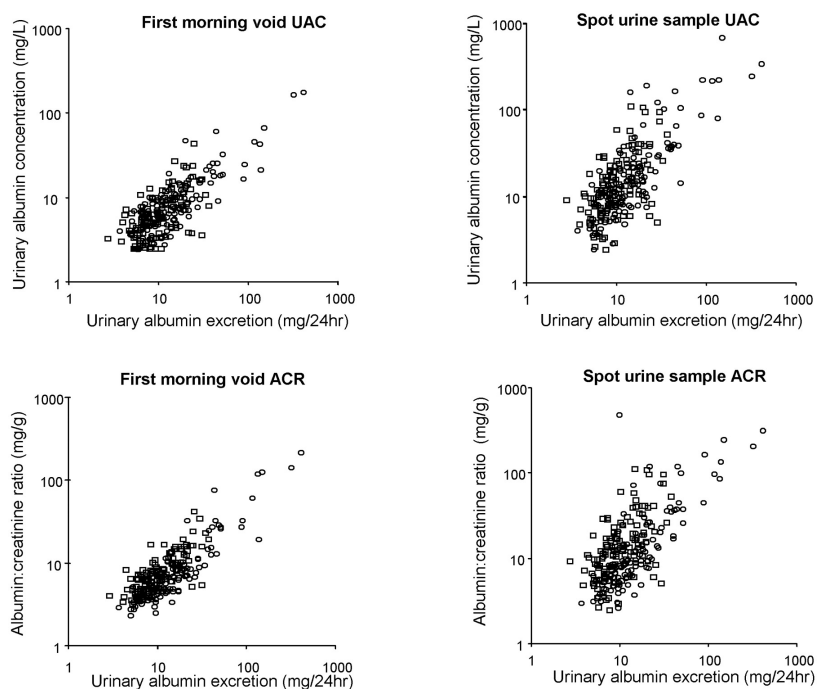 First morning void UAC
Urinary albumin concentration (mg/L)
1000
100
10
1
1 10 100 1000
Urinary albumin excretion (mg/24hr)
Spot urine sample UAC
Urinary albumin concentration (mg/L)
1000
100
10
1
1 10 100 1000
Urinary albumin excretion (mg/24hr)
First morning void ACR
Albumin:creatinine ratio (mg/g)
1000
100
10
1
1 10 100 1000
Urinary albumin excretion (mg/24hr)
Spot urine sample ACR
Albumin:creatinine ratio (mg/g)
1000
100
10
1
1 10 100 1000
Urinary albumin excretion (mg/24hr)